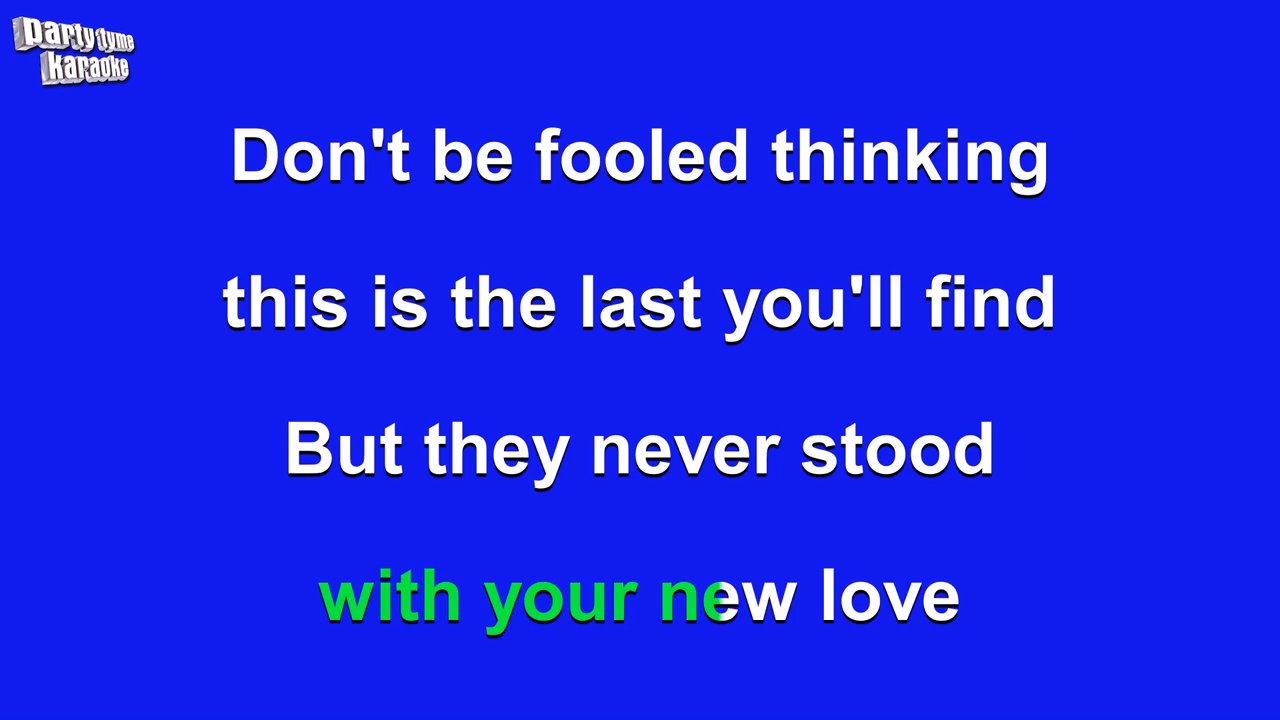 party tyme
karaoke
Don't be fooled thinking
this is the last you'll find
But they never stood
with your new love